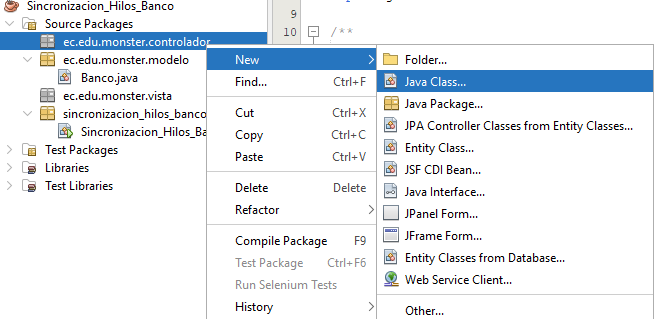 Sincronizacion_Hilos_Banco
Source Packages
ec.edu.monster.controlador
ec.edu.monster.modelo
Banco.java
ec.edu.monster.vista
sincronizacion_hilos_banco
Sincronizacion_Hilos_Ba
Test Packages
Libraries
Test Libraries
9
10 /**
New
Find... Ctrl+F
Cut Ctrl+X
Copy Ctrl+C
Paste Ctrl+V
Delete Delete
Refactor
Compile Package F9
Test Package Ctrl+F6
Run Selenium Tests
History
Folder...
Java Class...
Java Package...
JPA Controller Classes from Entity Classes...
Entity Class...
JSF CDI Bean...
Java Interface...
JPanel Form...
JFrame Form...
Entity Classes from Database...
Web Service Client...
Other...